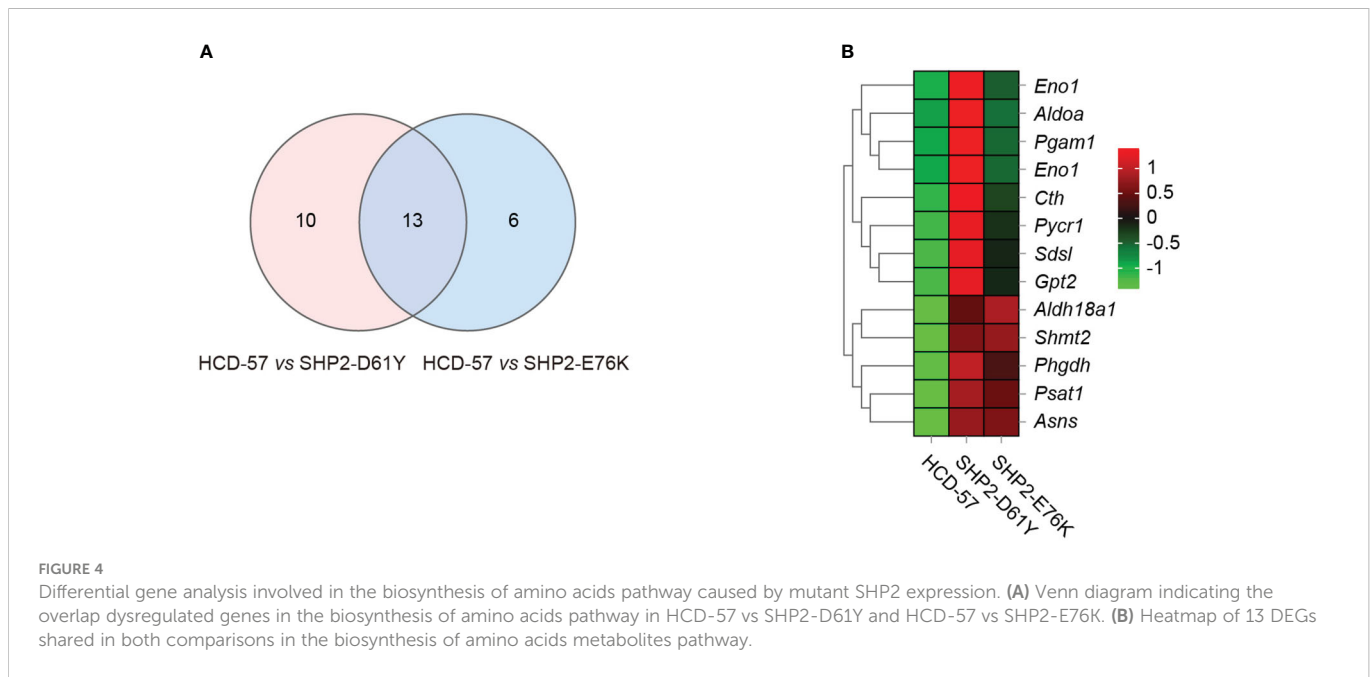 A
10
13
6
HCD-57 vs SHP2-D61Y
HCD-57 vs SHP2-E76K
B
Eno1
Aldoa
Pgam1
Eno1
Cth
Pycr1
Sdsl
Gpt2
Aldh18a1
Shmt2
Phgdh
Psat1
Asns
1
0.5
0
-0.5
-1
HCD-57
SHP2-D61Y
SHP2-E76K
FIGURE 4
Differential gene analysis involved in the biosynthesis of amino acids pathway caused by mutant SHP2 expression. (A) Venn diagram indicating the
overlap dysregulated genes in the biosynthesis of amino acids pathway in HCD-57 vs SHP2-D61Y and HCD-57 vs SHP2-E76K. (B) Heatmap of 13 DEGs
shared in both comparisons in the biosynthesis of amino acids metabolites pathway.